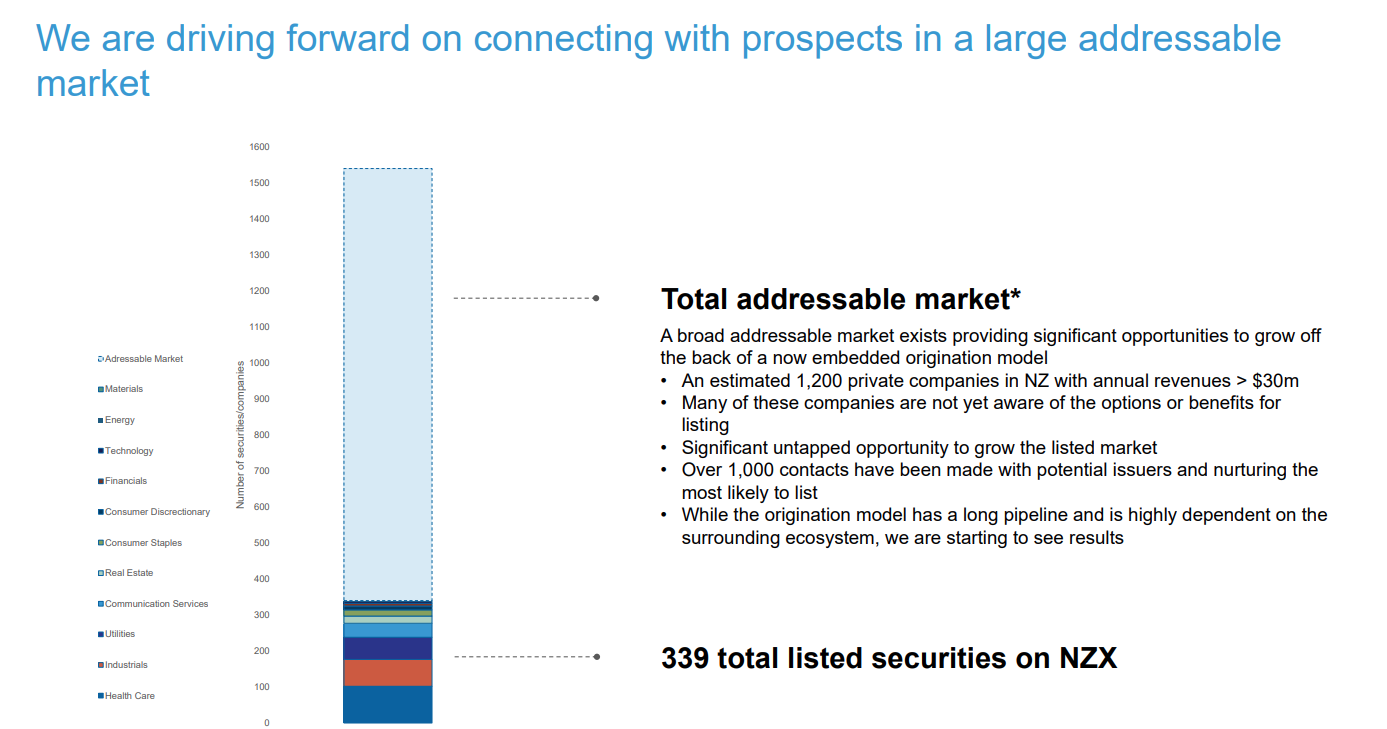 We are driving forward on connecting with prospects in a large addressable
market
1600
1500
1400
1300
1200
1100
1000
900
800
700
600
500
400
300
200
100
0
Number of securities/companies
Adressable Market
Materials
Energy
Technology
Financials
Consumer Discrectionary
Consumer Staples
Real Estate
Communication Services
Utilities
Industrials
Health Care
Total addressable market*
A broad addressable market exists providing significant opportunities to grow off
the back of a now embedded origination model
• An estimated 1,200 private companies in NZ with annual revenues > $30m
• Many of these companies are not yet aware of the options or benefits for
listing
• Significant untapped opportunity to grow the listed market
• Over 1,000 contacts have been made with potential issuers and nurturing the
most likely to list
• While the origination model has a long pipeline and is highly dependent on the
surrounding ecosystem, we are starting to see results
339 total listed securities on NZX